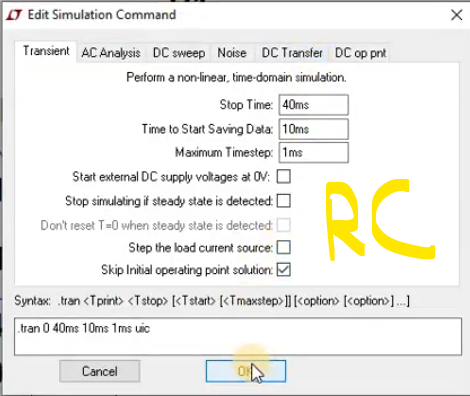 Edit Simulation Command
Transient AC Analysis DC sweep Noise DC Transfer DC op pnt
Perform a non-linear, time-domain simulation.
Stop Time: 40ms
Time to Start Saving Data: 10ms
Maximum Timestep: 1ms
Start external DC supply voltages at 0V:
Stop simulating if steady state is detected:
Don't reset T=0 when steady state is detected:
Step the load current source:
Skip Initial operating point solution:
RC
Syntax: .tran <Tprint> <Tstop> [<Tstart> [<Tmaxstep>]] [<option> [<option>] ...]
.tran 0 40ms 10ms 1ms uic
Cancel OK